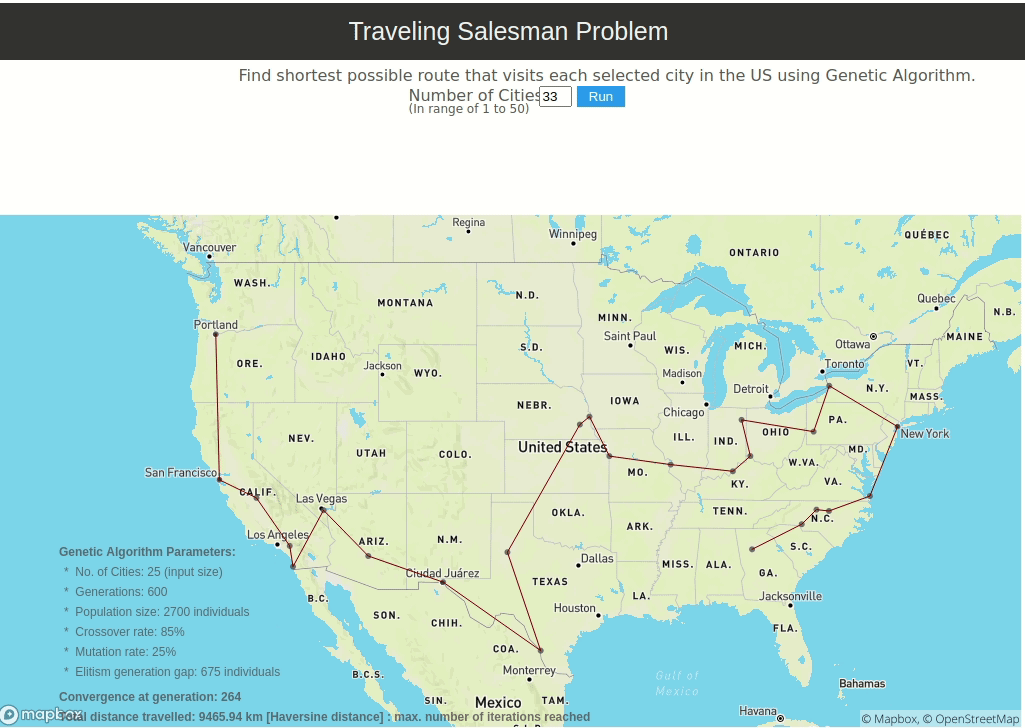 Traveling Salesman Problem
Find shortest possible route that visits each selected city in the US using Genetic Algorithm.
Number of Cities 33 Run
(In range of 1 to 50)
Regina
Winnipeg
QUÉBEC
Vancouver
ONTARIO
WASH.
N.D.
MONTANA
Quebec
N.B.
MINN.
Portland
Saint Paul
MAINE
Ottawa
S.D.
WIS.
MICH.
IDAHO
ORE.
Jackson
WYO.
Toronto
VT.
Madison
Detroit
N.Y.
MASS.
NEBR.
IOWA
Chicago
PA.
OHIO
New York
NEV.
ILL.
IND.
United States
UTAH
COLO.
MD.
W.VA.
San Francisco
MO.
KY.
VA.
CALIF.
Las Vegas
OKLA.
TENN.
N.C.
ARK.
Los Angeles
ARIZ.
N.M.
S.C.
Genetic Algorithm Parameters:
Dallas
MISS.
ALA.
* No. of Cities: 25 (input size)
Ciudad Juárez
TEXAS
GA.
* Generations: 600
B.C.
LA.
Jacksonville
* Population size: 2700 individuals
SON.
CHIH.
Houston
* Crossover rate: 85%
FLA.
* Mutation rate: 25%
COA.
* Elitism generation gap: 675 individuals
B.C.S.
Monterrey
Gulf of
Mexico
Bahamas
Convergence at generation: 264
SIN.
Mexico
TAM.
Havana
mapbox
Total distance travelled: 9465.94 km [Haversine distance] : max. number of iterations reached
© Mapbox, © OpenStreetMap